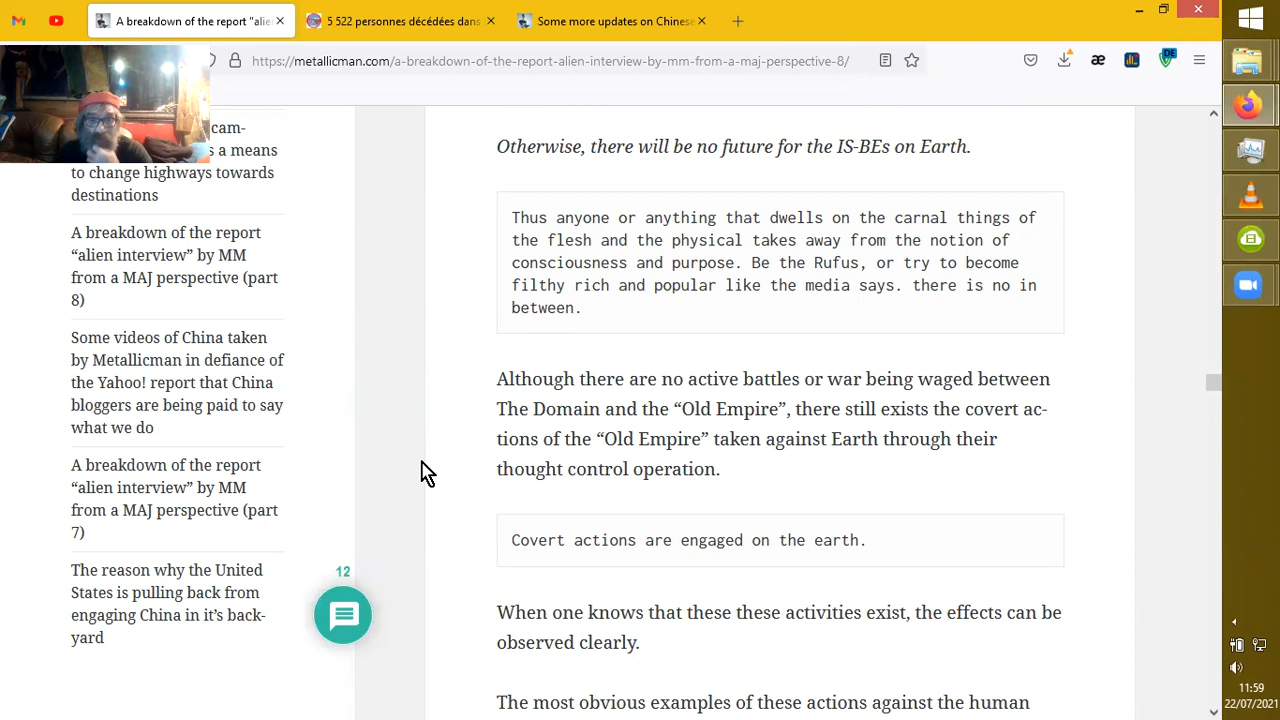 A breakdown of the report "alie
5 522 personnes décédées dans
Some more updates on Chinese
https://metallicman.com/a-breakdown-of-the-r alien-interview-by-mm-from-a-maj-perspective-8/
æ
DE
cam-
s a means
to change highways towards
destinations
A breakdown of the report
“alien interview” by MM
from a MAJ perspective (part
8)
Some videos of China taken
by Metallicman in defiance of
the Yahoo! report that China
bloggers are being paid to say
what we do
A breakdown of the report
“alien interview” by MM
from a MAJ perspective (part
7)
The reason why the United
States is pulling back from
engaging China in it’s back-
yard
12
Otherwise, there will be no future for the IS-BEs on Earth.
Thus anyone or anything that dwells on the carnal things of
the flesh and the physical takes away from the notion of
consciousness and purpose. Be the Rufus, or try to become
filthy rich and popular like the media says. there is no in
between.
Although there are no active battles or war being waged between
The Domain and the “Old Empire”, there still exists the covert ac-
tions of the “Old Empire” taken against Earth through their
thought control operation.
Covert actions are engaged on the earth.
When one knows that these these activities exist, the effects can be
observed clearly.
The most obvious examples of these actions against the human
11:59
22/07/2021